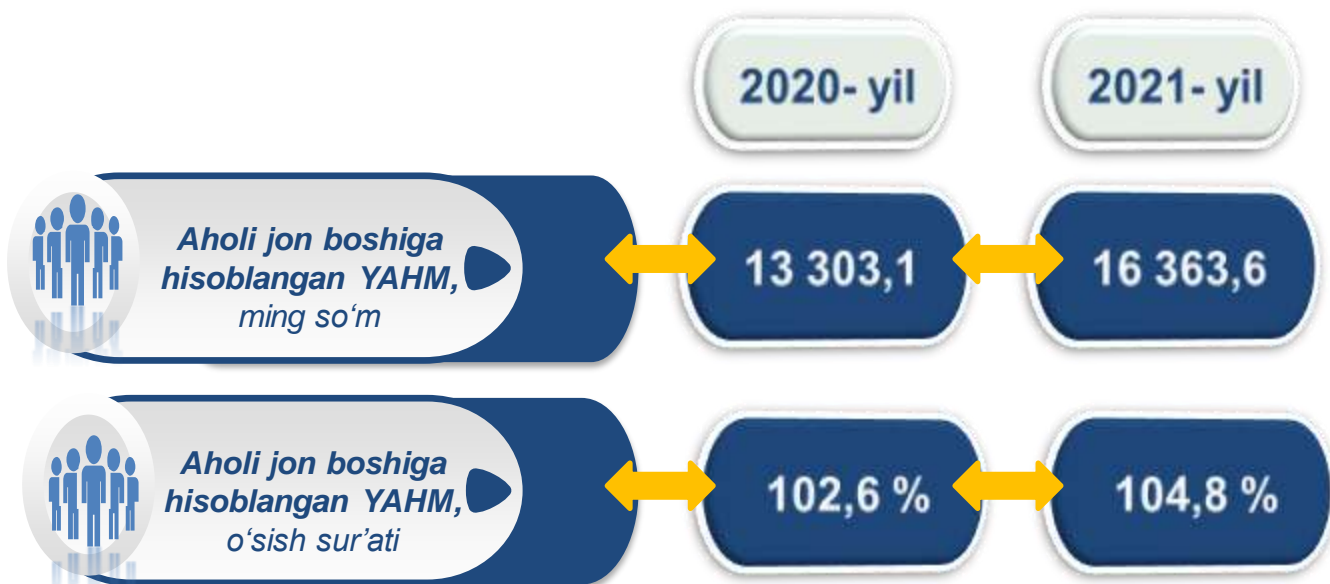 2020- yil
2021- yil
Aholi jon boshiga
hisoblangan YAHM,
ming so‘m
13 303,1
16 363,6
Aholi jon boshiga
hisoblangan YAHM,
o‘sish sur’ati
102,6 %
104,8 %